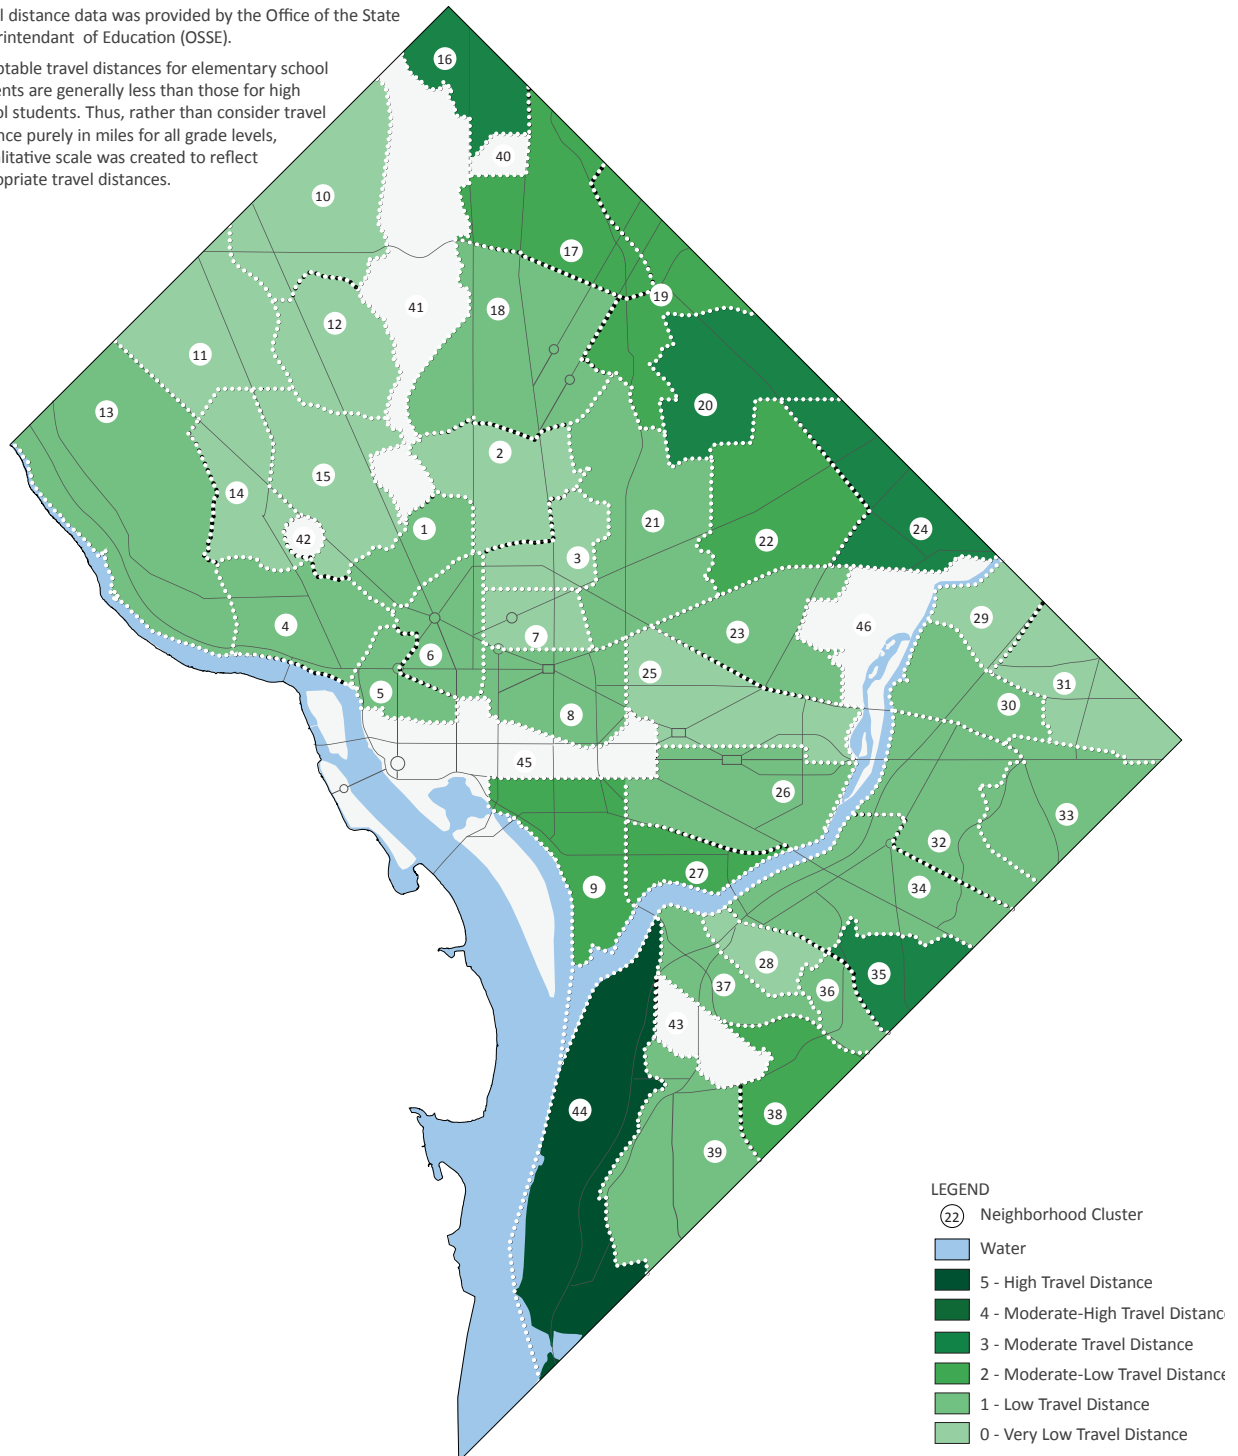 l distance data was provided by the Office of the State
rintendant of Education (OSSE).
ptable travel distances for elementary school
ents are generally less than those for high
ol students. Thus, rather than consider travel
nce purely in miles for all grade levels,
litative scale was created to reflect
opriate travel distances.
16
40
10
17
41
18
19
12
11
13
20
2
15
14
1
42
21
22
24
3
4
7
23
46
29
6
25
31
5
30
8
45
26
33
32
9
27
34
28
35
37
36
43
44
38
39
LEGEND
22 Neighborhood Cluster
Water
5 - High Travel Distance
4 - Moderate-High Travel Distanc
3 - Moderate Travel Distance
2 - Moderate-Low Travel Distance
1 - Low Travel Distance
0 - Very Low Travel Distance